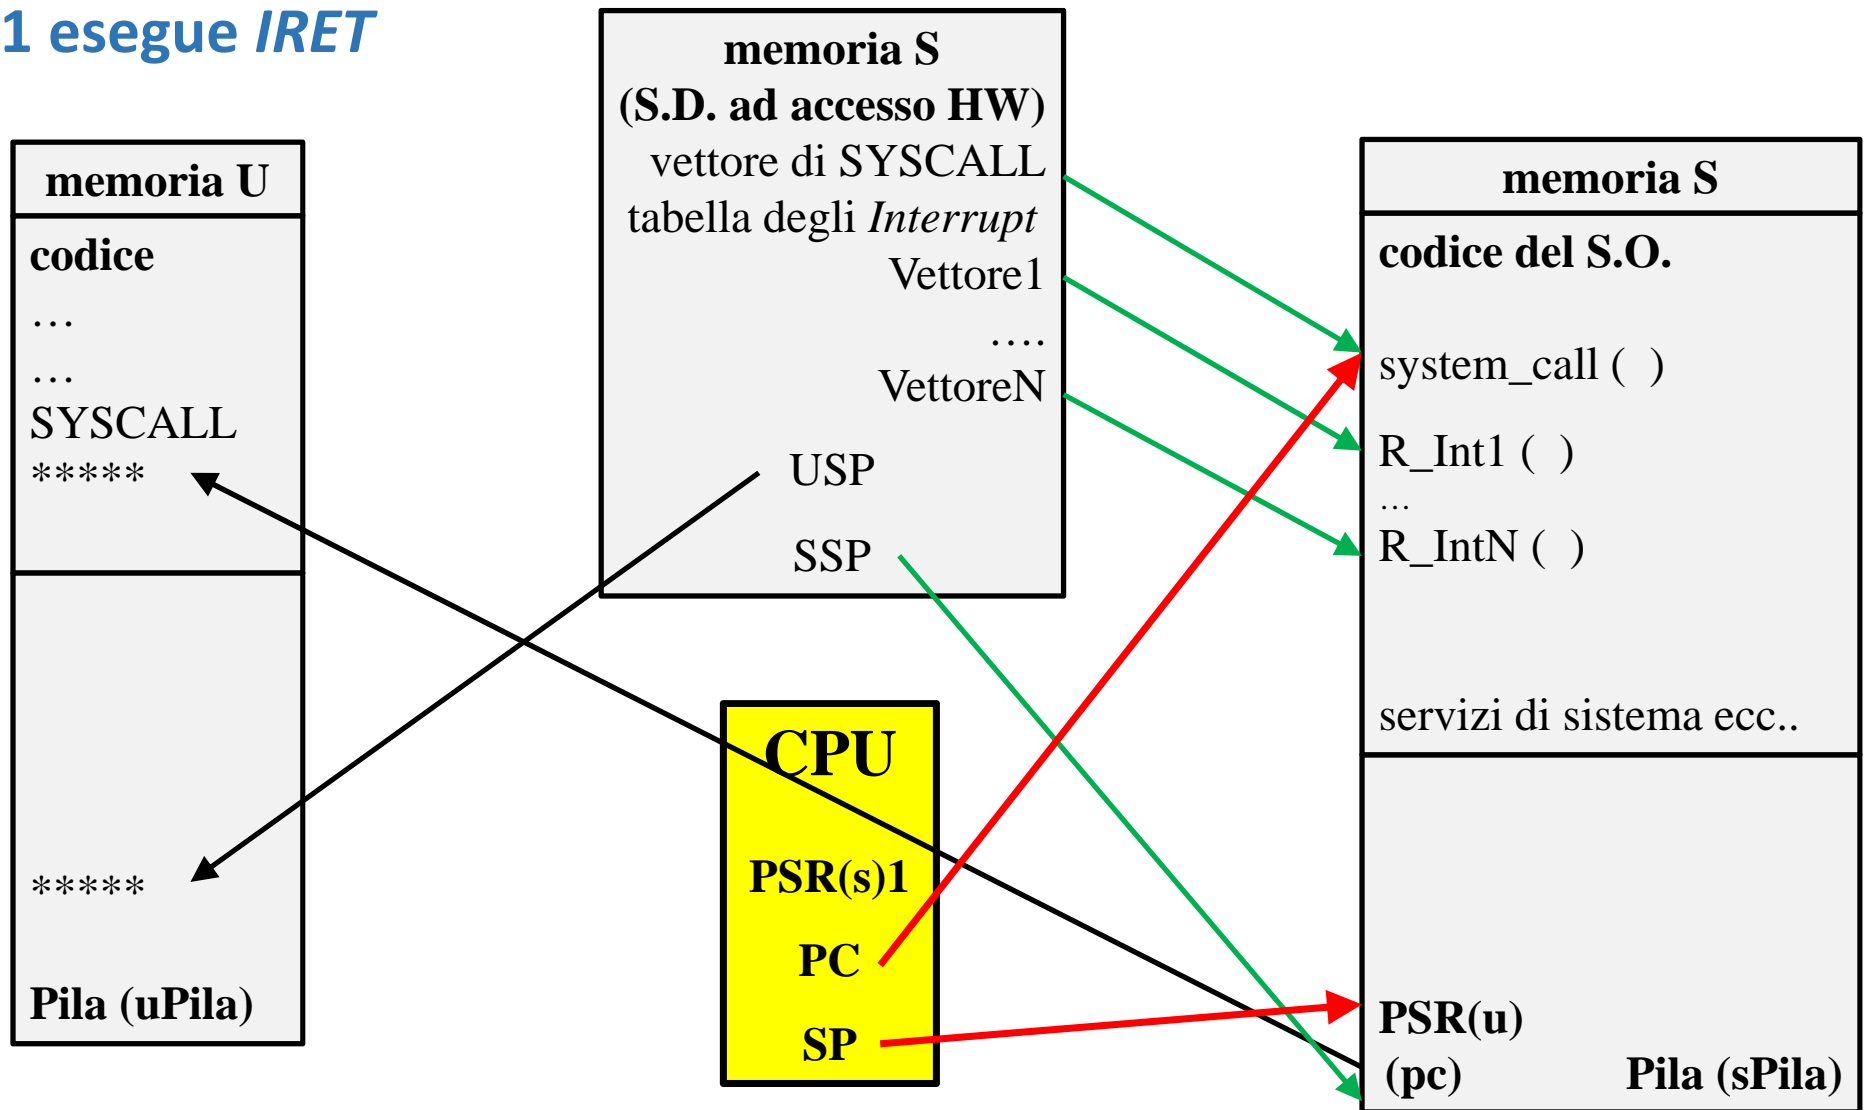 1 esegue IRET
memoria U
codice
…
…
SYSCALL
*****
*****
Pila (uPila)
memoria S
(S.D. ad accesso HW)
vettore di SYSCALL
tabella degli Interrupt
Vettore1
….
VettoreN
USP
SSP
CPU
PSR(s)1
PC
SP
memoria S
codice del S.O.
system_call ( )
R_Int1 ( )
…
R_IntN ( )
servizi di sistema ecc..
PSR(u)
(pc) Pila (sPila)